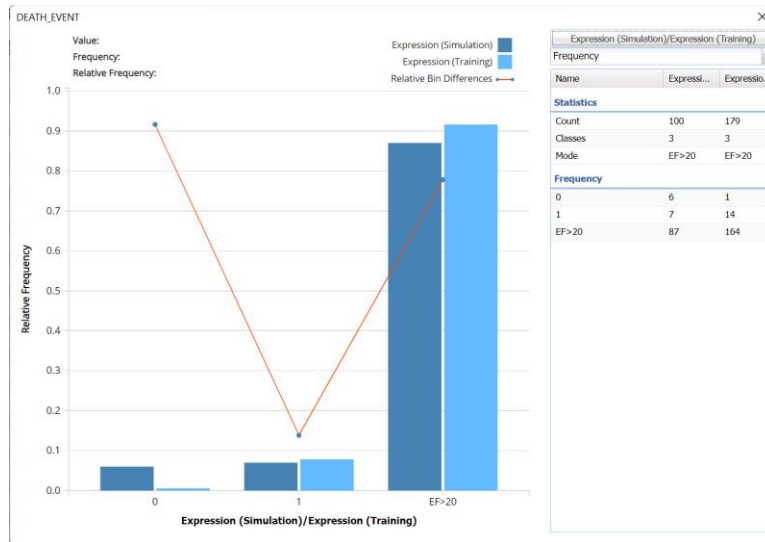 DEATH_EVENT
Value:
Frequency:
Relative Frequency:
Expression (Simulation)
Expression (Training)
Relative Bin Differences
1.0
0.9
0.8
0.7
0.6
0.5
0.4
0.3
0.2
0.1
0.0
Relative Frequency
0 1 EF>20
Expression (Simulation)/Expression (Training)
Expression (Simulation)/Expression (Training)
Frequency
Name Expressi... Expressio...
Statistics
Count 100 179
Classes 3 3
Mode EF>20 EF>20
Frequency
0 6 1
1 7 14
EF>20 87 164